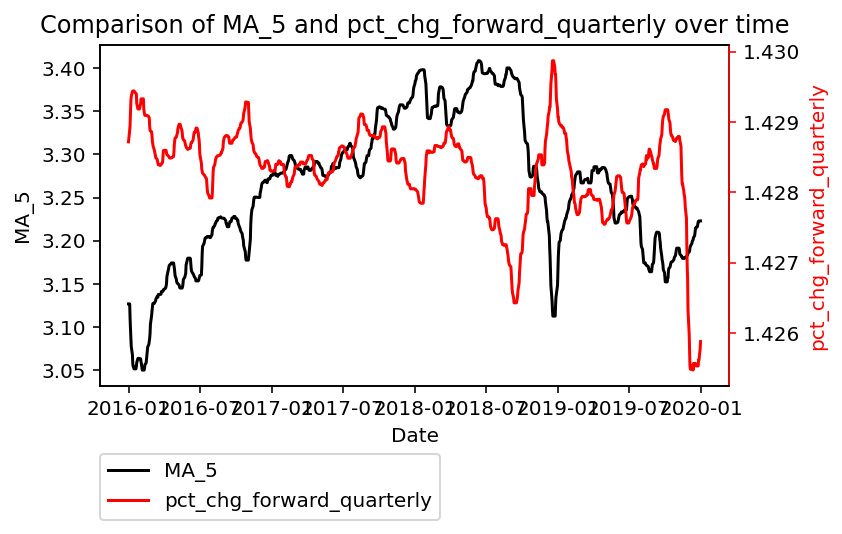 Comparison of MA_5 and pct_chg_forward_quarterly over time
3.40
3.35
3.30
3.25
3.20
3.15
3.10
3.05
MA_5
1.430
1.429
1.428
1.427
1.426
pct_chg_forward_quarterly
2016-01 2016-07 2017-01 2017-07 2018-01 2018-07 2019-01 2019-07 2020-01
Date
MA_5
pct_chg_forward_quarterly